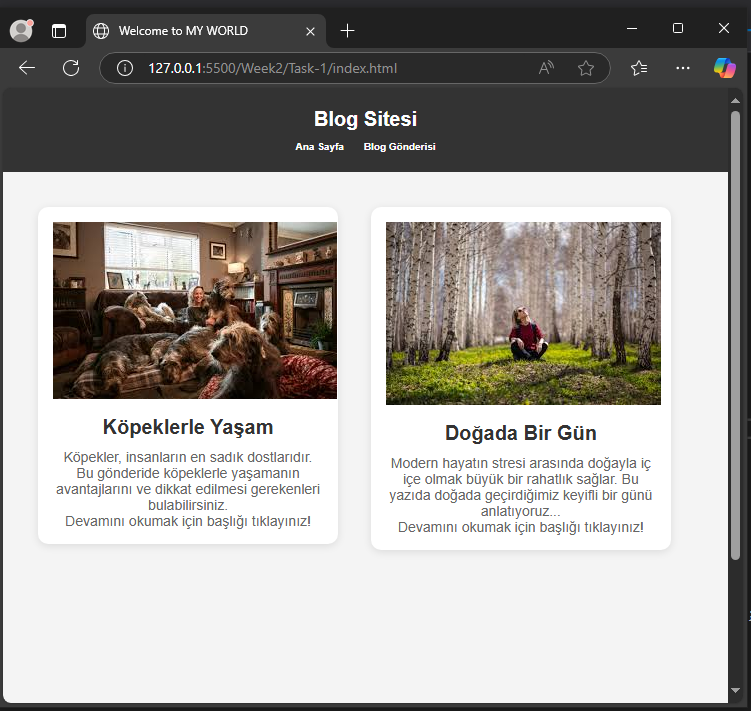 Welcome to MY WORLD
127.0.0.1:5500/Week2/Task-1/index.html
Blog Sitesi
Ana Sayfa Blog Gönderisi
Köpeklerle Yaşam
Köpekler, insanların en sadık dostlarıdır.
Bu gönderide köpeklerle yaşamanın
avantajlarını ve dikkat edilmesi gerekenleri
bulabilirsiniz.
Devamını okumak için başlığı tıklayınız!
Doğada Bir Gün
Modern hayatın stresi arasında doğayla iç
içe olmak büyük bir rahatlık sağlar. Bu
yazıda doğada geçirdiğimiz keyifli bir günü
anlatıyoruz...
Devamını okumak için başlığı tıklayınız!